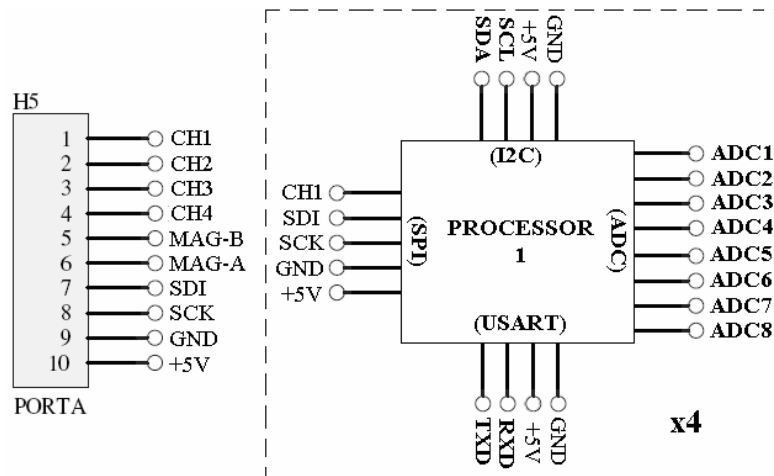 H5
1 CH1
2 CH2
3 CH3
4 CH4
5 MAG-B
6 MAG-A
7 SDI
8 SCK
9 GND
10 +5V
PORTA
SDA
SCL
+5V
GND
(I2C)
CH1
SDI
SCK
GND
+5V
(SPI)
PROCESSOR
1
(ADC)
ADC1
ADC2
ADC3
ADC4
ADC5
ADC6
ADC7
ADC8
(USART)
TXD
RXD
+5V
GND
x4